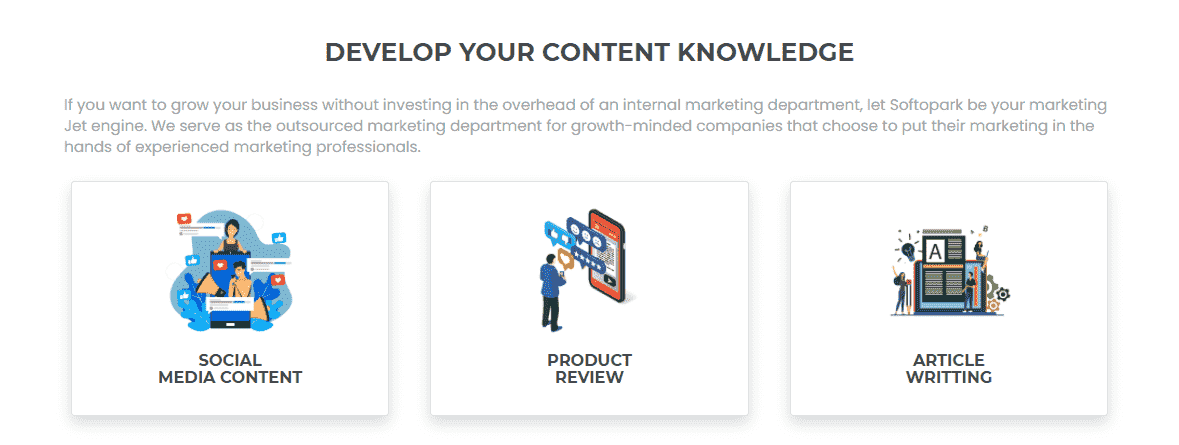 DEVELOP YOUR CONTENT KNOWLEDGE
If you want to grow your business without investing in the overhead of an internal marketing department, let Softopark be your marketing
Jet engine. We serve as the outsourced marketing department for growth-minded companies that choose to put their marketing in the
hands of experienced marketing professionals.
A
B
SOCIAL
MEDIA CONTENT
PRODUCT
REVIEW
ARTICLE
WRITTING